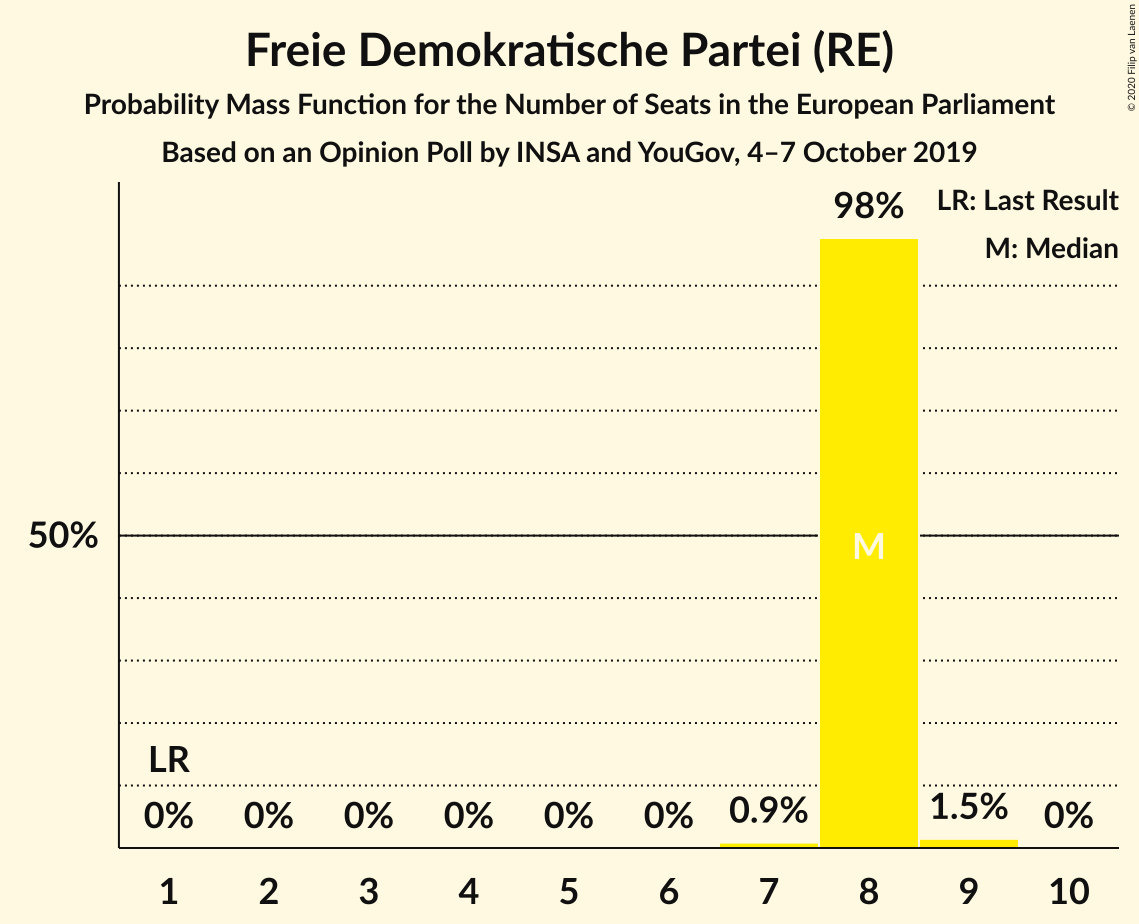 Freie Demokratische Partei (RE)
Probability Mass Function for the Number of Seats in the European Parliament
Based on an Opinion Poll by INSA and YouGov, 4–7 October 2019
© 2020 Filip van Laenen
98%
LR: Last Result
M: Median
50%
M
LR
0% 0% 0% 0% 0% 0% 0.9% 1.5% 0%
1 2 3 4 5 6 7 8 9 10